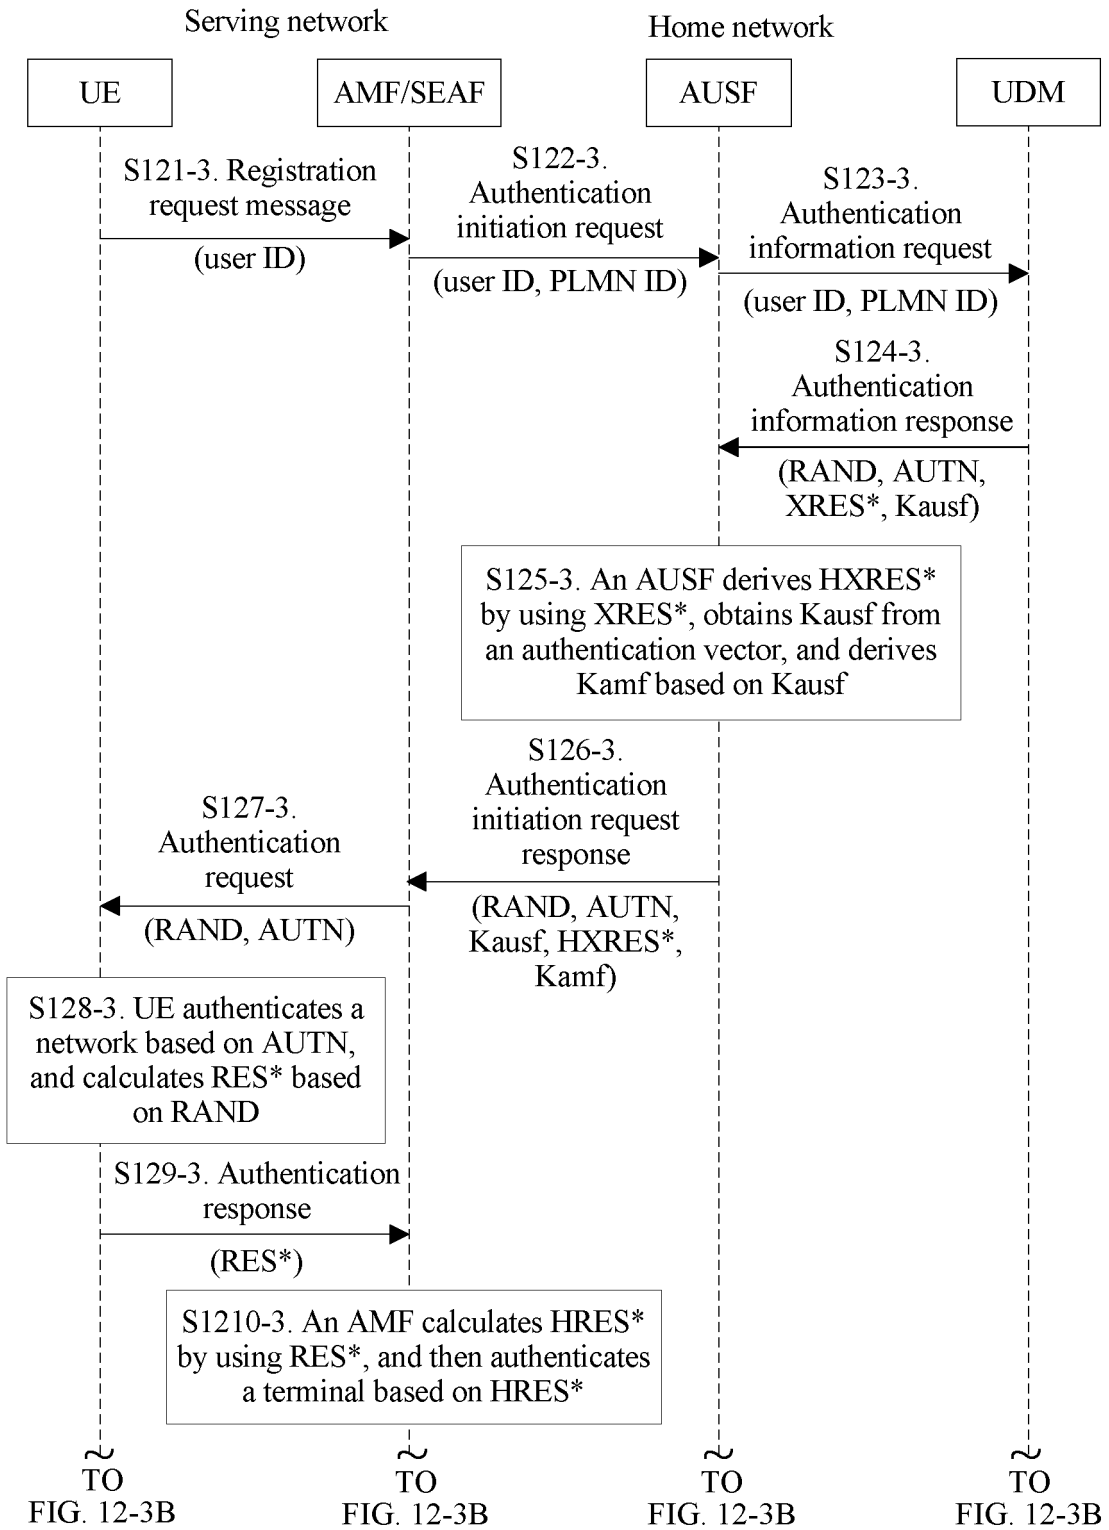 Serving network
Home network
UE
AMF/SEAF
AUSF
UDM
S121-3. Registration
request message
(user ID)
S122-3.
Authentication
initiation request
(user ID, PLMN ID)
S123-3.
Authentication
information request
(user ID, PLMN ID)
S124-3.
Authentication
information response
(RAND, AUTN,
XRES*, Kausf)
S125-3. An AUSF derives HXRES*
by using XRES*, obtains Kausf from
an authentication vector, and derives
Kamf based on Kausf
S126-3.
Authentication
initiation request
response
(RAND, AUTN,
Kausf, HXRES*,
Kamf)
S127-3.
Authentication
request
(RAND, AUTN)
S128-3. UE authenticates a
network based on AUTN,
and calculates RES* based
on RAND
S129-3. Authentication
response
(RES*)
S1210-3. An AMF calculates HRES*
by using RES*, and then authenticates
a terminal based on HRES*
TO
FIG. 12-3B
TO
FIG. 12-3B
TO
FIG. 12-3B
TO
FIG. 12-3B